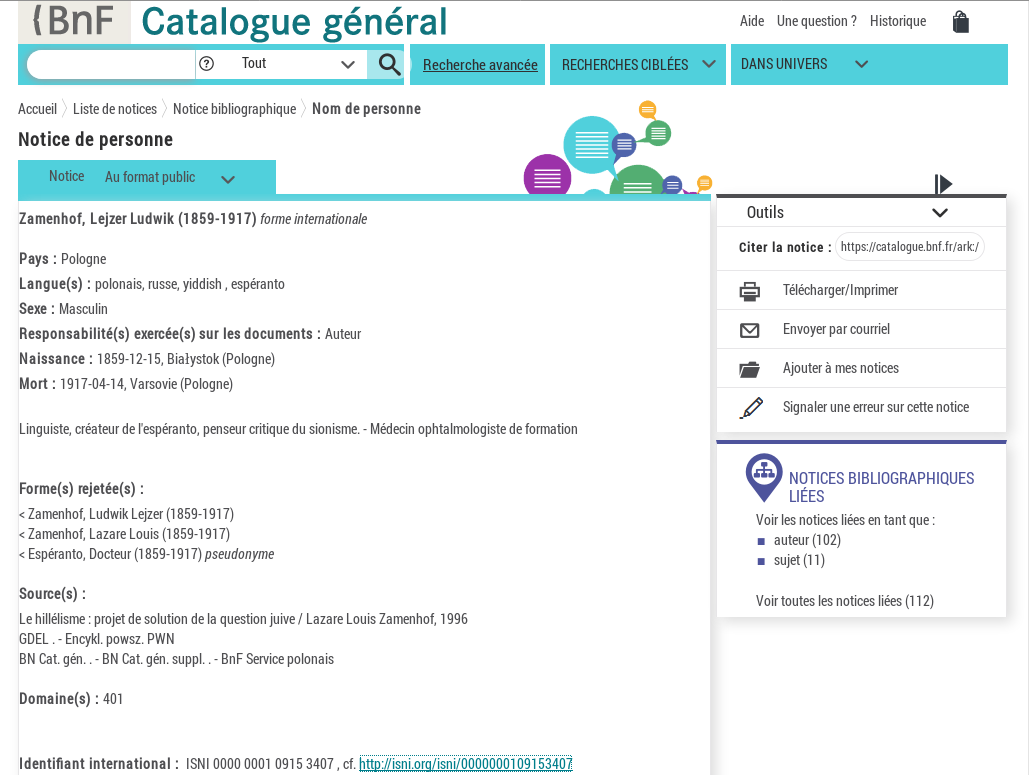 (BnF Catalogue général
Aide Une question ? Historique
Tout
Recherche avancée
RECHERCHES CIBLÉES
DANS UNIVERS
Accueil Liste de notices Notice bibliographique Nom de personne
Notice de personne
Notice Au format public
Zamenhof, Lejzer Ludwik (1859-1917) forme internationale
Pays : Pologne
Langue(s) : polonais, russe, yiddish , espéranto
Sexe : Masculin
Responsabilité(s) exercée(s) sur les documents : Auteur
Naissance : 1859-12-15, Białystok (Pologne)
Mort : 1917-04-14, Varsovie (Pologne)
Linguiste, créateur de l'espéranto, penseur critique du sionisme. - Médecin ophtalmologiste de formation
Forme(s) rejetée(s) :
< Zamenhof, Ludwik Lejzer (1859-1917)
< Zamenhof, Lazare Louis (1859-1917)
< Espéranto, Docteur (1859-1917) pseudonyme
Source(s) :
Le hillélisme : projet de solution de la question juive / Lazare Louis Zamenhof, 1996
GDEL . - Encykl. powsz. PWN
BN Cat. gén. . - BN Cat. gén. suppl. . - BnF Service polonais
Domaine(s) : 401
Identifiant international : ISNI 0000 0001 0915 3407 , cf. http://isni.org/isni/0000000109153407
Outils
Citer la notice : https://catalogue.bnf.fr/ark:/
Télécharger/Imprimer
Envoyer par courriel
Ajouter à mes notices
Signaler une erreur sur cette notice
NOTICES BIBLIOGRAPHIQUES
LIÉES
Voir les notices liées en tant que :
auteur (102)
sujet (11)
Voir toutes les notices liées (112)